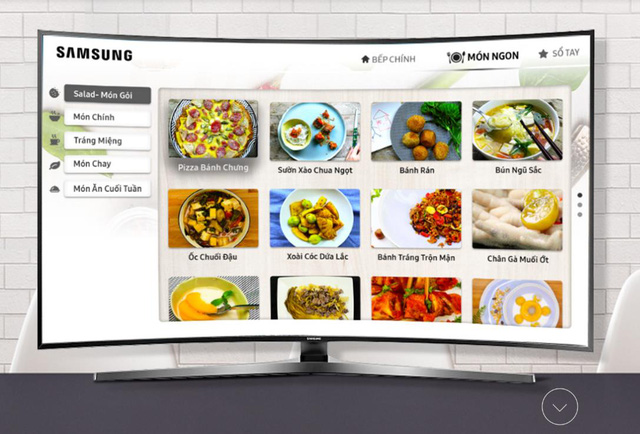 SAMSUNG
BẾP CHÍNH
MÓN NGON
SỔ TAY
Salad- Món Gỏi
Món Chính
Tráng Miệng
Món Chay
Món Ăn Cuối Tuần
Pizza Bánh Chưng
Sườn Xào Chua Ngọt
Bánh Rán
Bún Ngũ Sắc
Ốc Chuối Đậu
Xoài Cóc Dừa Lắc
Bánh Tráng Trộn Mặn
Chân Gà Muối Ớt
SAMSUNG